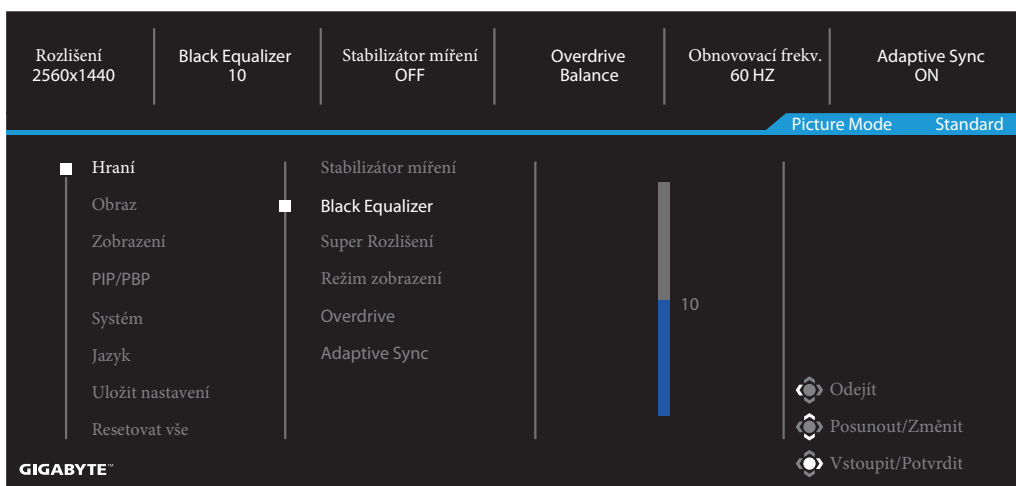 Rozlišení
2560x1440
Black Equalizer
10
Stabilizátor míření
OFF
Overdrive
Balance
Obnovovací frekv.
60 HZ
Adaptive Sync
ON
Picture Mode Standard
Hraní
Obraz
Zobrazení
PIP/PBP
Systém
Jazyk
Uložit nastavení
Resetovat vše
Stabilizátor míření
Black Equalizer
Super Rozlišení
Režim zobrazení
Overdrive
Adaptive Sync
10
Odejít
Posunout/Změnit
Vstoupit/Potvrdit
GIGABYTE™